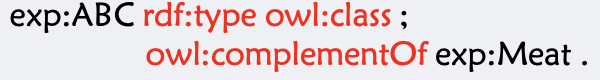 exp:ABC rdf:type owl:class ;
owl:complementOf exp:Meat .